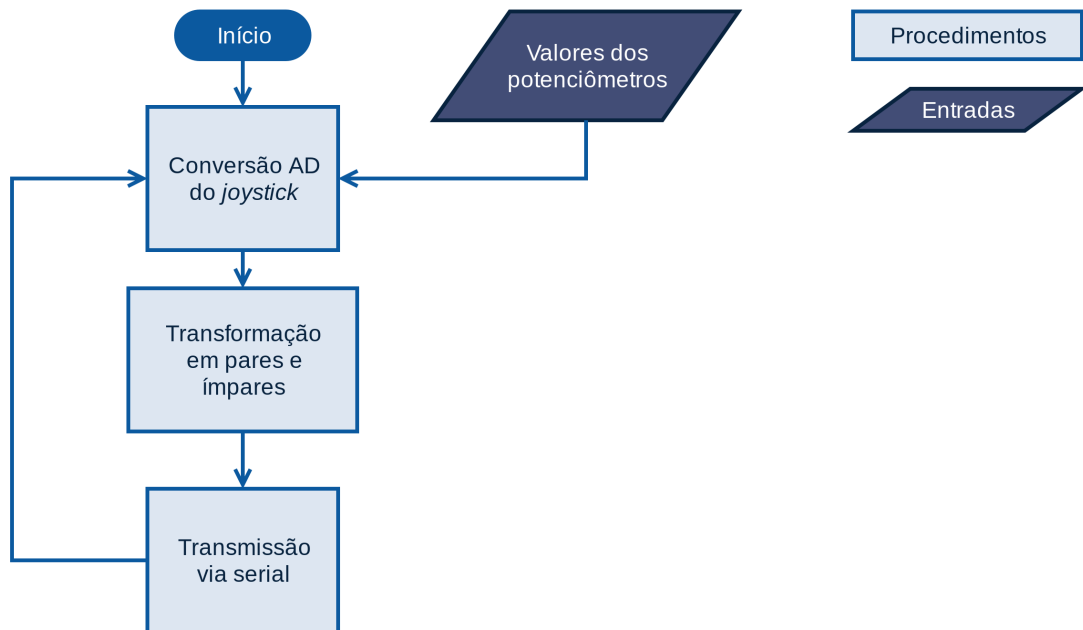 Início
Valores dos
potenciômetros
Procedimentos
Entradas
Conversão AD
do joystick
Transformação
em pares e
ímpares
Transmissão
via serial